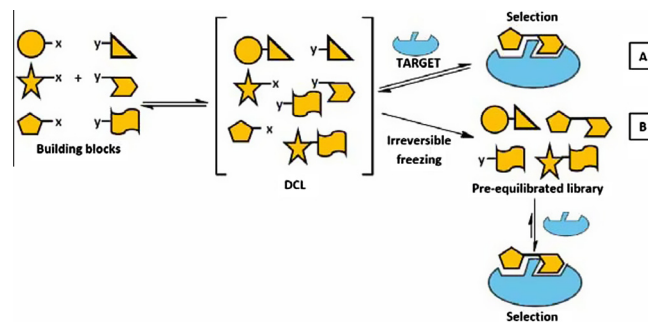 x
y
x
+
y
x
y
Building blocks
y
x
y
y
x
DCL
TARGET
Selection
A
Irreversible
freezing
B
y
Pre-equilibrated library
Selection